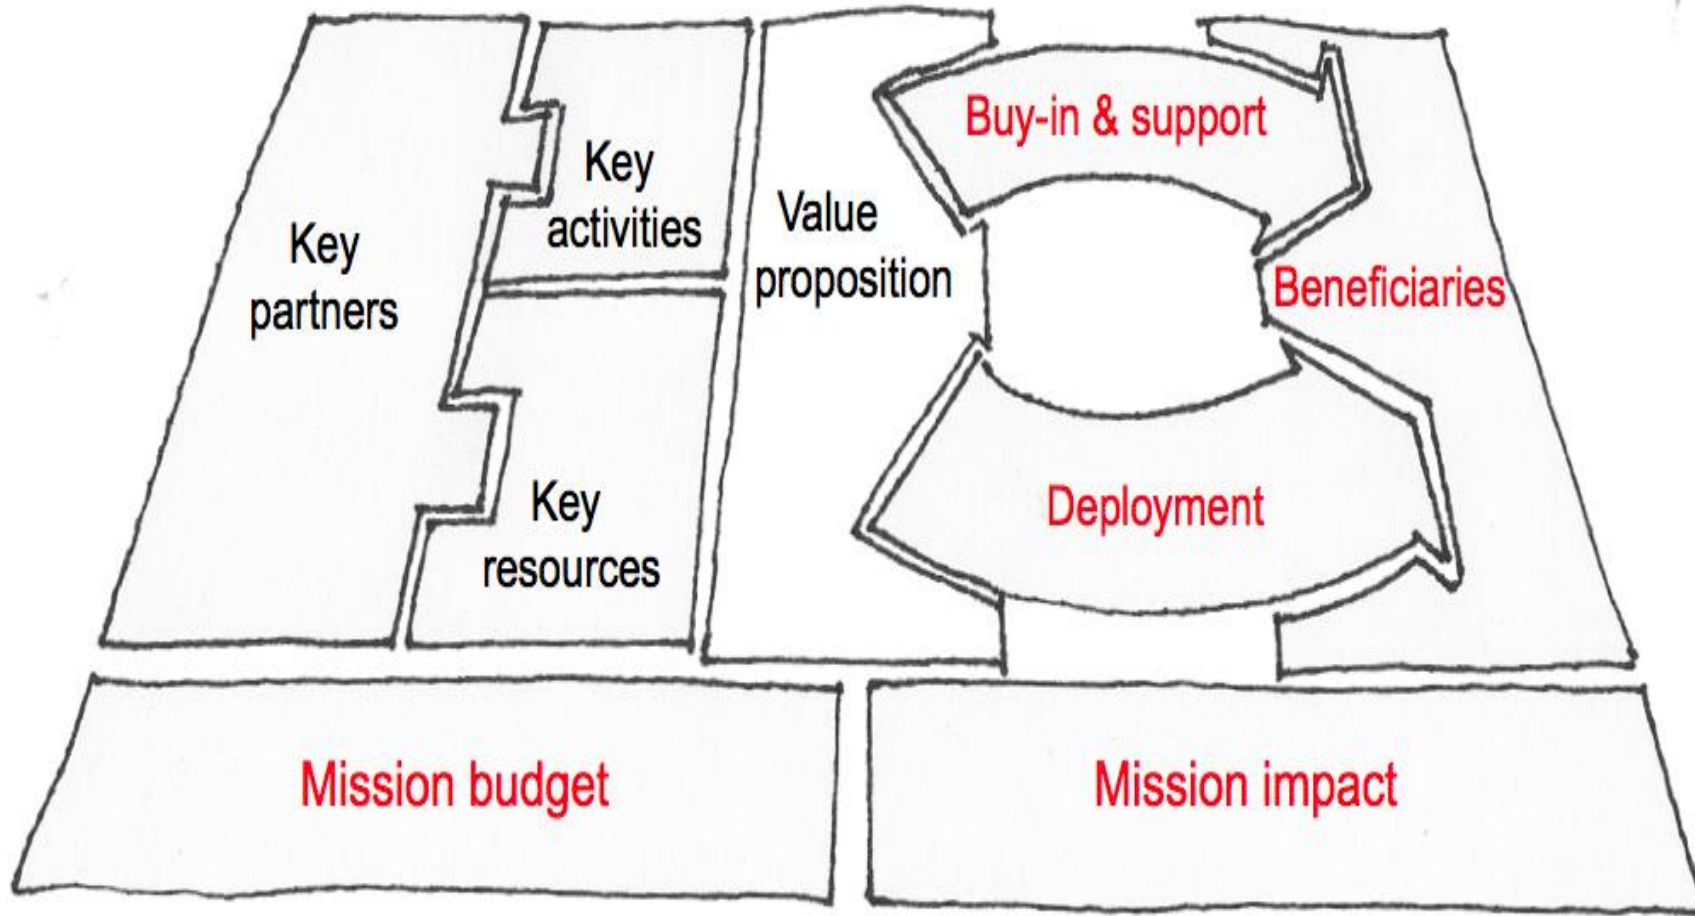 Key
partners
Key
activities
Key
resources
Value
proposition
Buy-in & support
Beneficiaries
Deployment
Mission budget
Mission impact